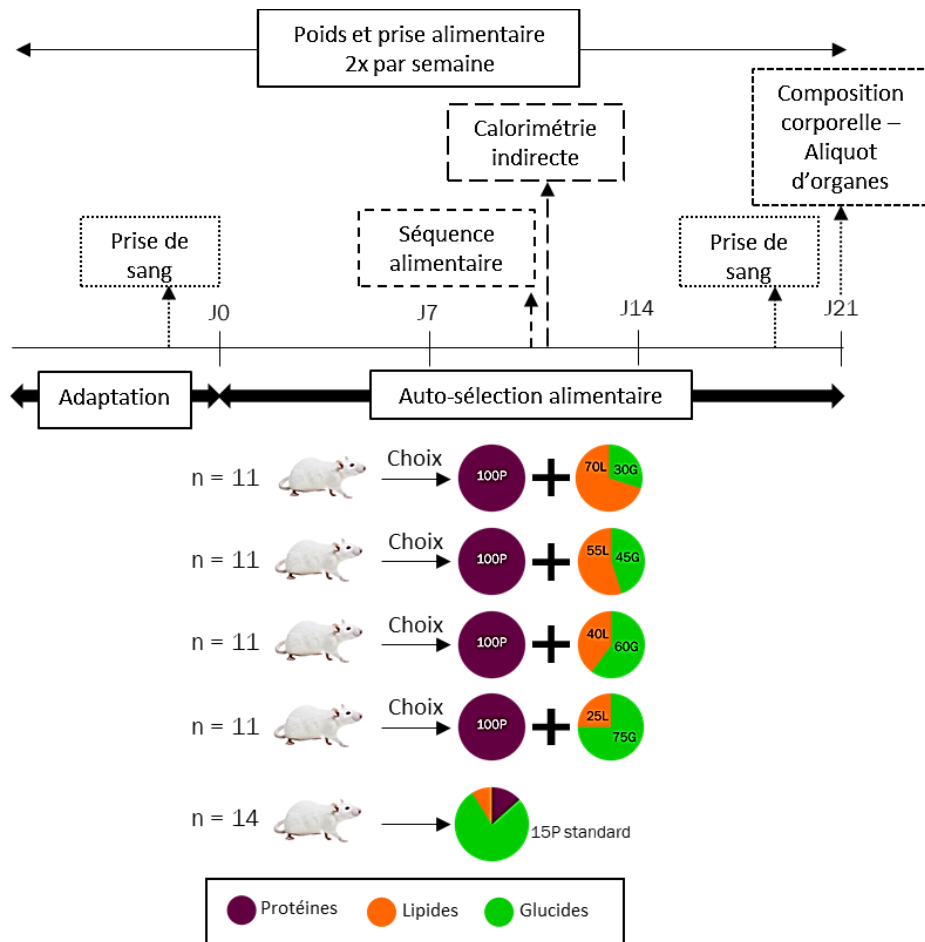 Poids et prise alimentaire
2x par semaine
Composition
corporelle –
Aliquot
d'organes
Calorimétrie
indirecte
Séquence
alimentaire
Prise de
sang
Prise de
sang
J0
J7
J14
J21
Adaptation
Auto-sélection alimentaire
n = 11
Choix
100P
70L
30G
n = 11
Choix
100P
55L
45G
n = 11
Choix
100P
40L
60G
n = 11
Choix
100P
25L
75G
n = 14
15P standard
Protéines
Lipides
Glucides